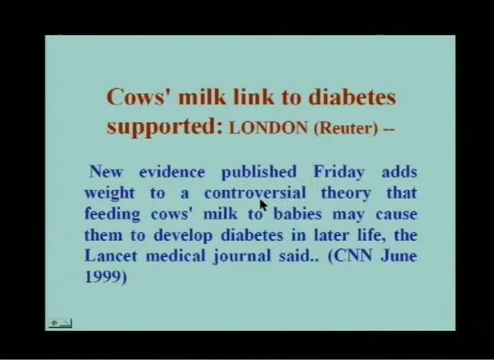 Cows' milk link to diabetes
supported: LONDON (Reuter) --
New evidence published Friday adds
weight to a controversial theory that
feeding cows' milk to babies may cause
them to develop diabetes in later life, the
Lancet medical journal said.. (CNN June
1999)